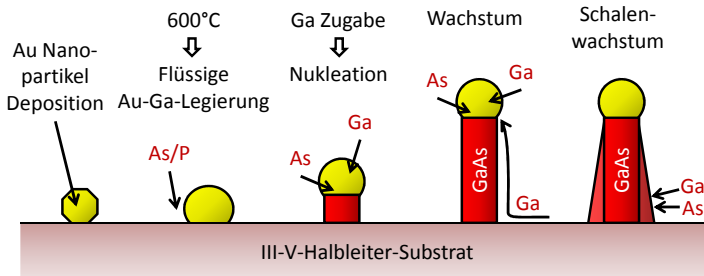 Au Nano-
partikel
Deposition
600°C
Flüssige
Au-Ga-Legierung
As/P
Ga Zugabe
Nukleation
As
Ga
Wachstum
As
Ga
GaAs
Ga
Schalen-
wachstum
GaAs
Ga
As
III-V-Halbleiter-Substrat